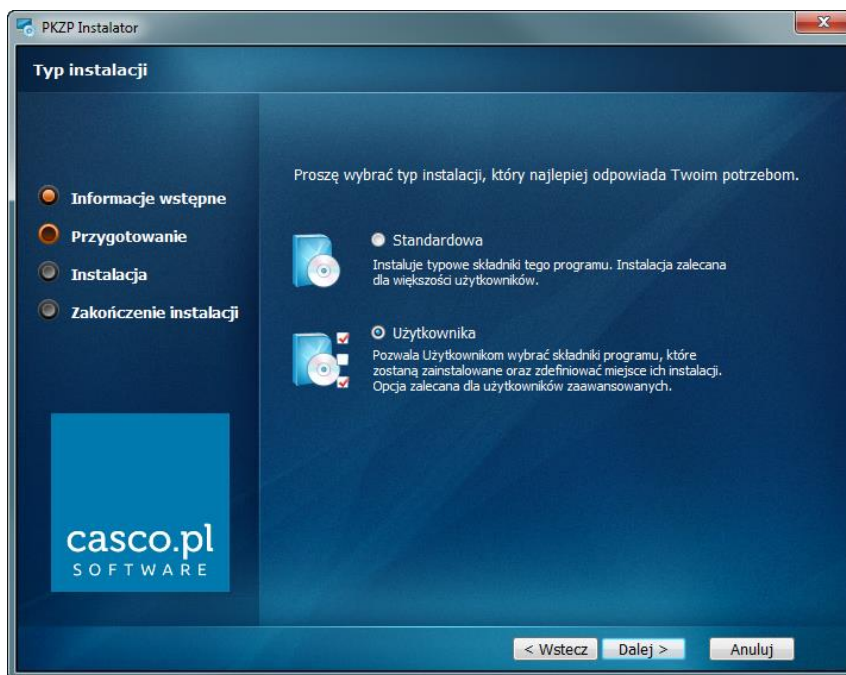 PKZP Instalator
Typ instalacji
Informacje wstępne
Przygotowanie
Instalacja
Zakończenie instalacji
casco.pl
SOFTWARE
Proszę wybrać typ instalacji, który najlepiej odpowiada Twoim potrzebom.
Standardowa
Instaluje typowe składniki tego programu. Instalacja zalecana
dla większości użytkowników.
Użytkownika
Pozwala Użytkownikom wybrać składniki programu, które
zostaną zainstalowane oraz zdefiniować miejsce ich instalacji.
Opcja zalecana dla użytkowników zaawansowanych.
< Wstecz Dalej > Anuluj